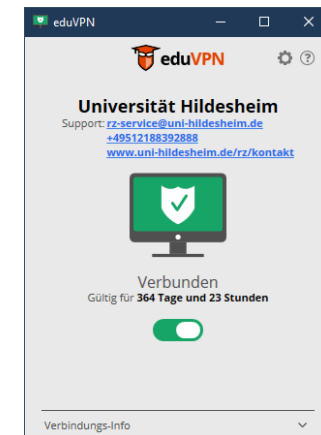 eduVPN
eduVPN
Universität Hildesheim
Support: rz-service@uni-hildesheim.de
+49512188392888
www.uni-hildesheim.de/rz/kontakt
Verbunden
Gültig für 364 Tage und 23 Stunden
Verbindungs-Info